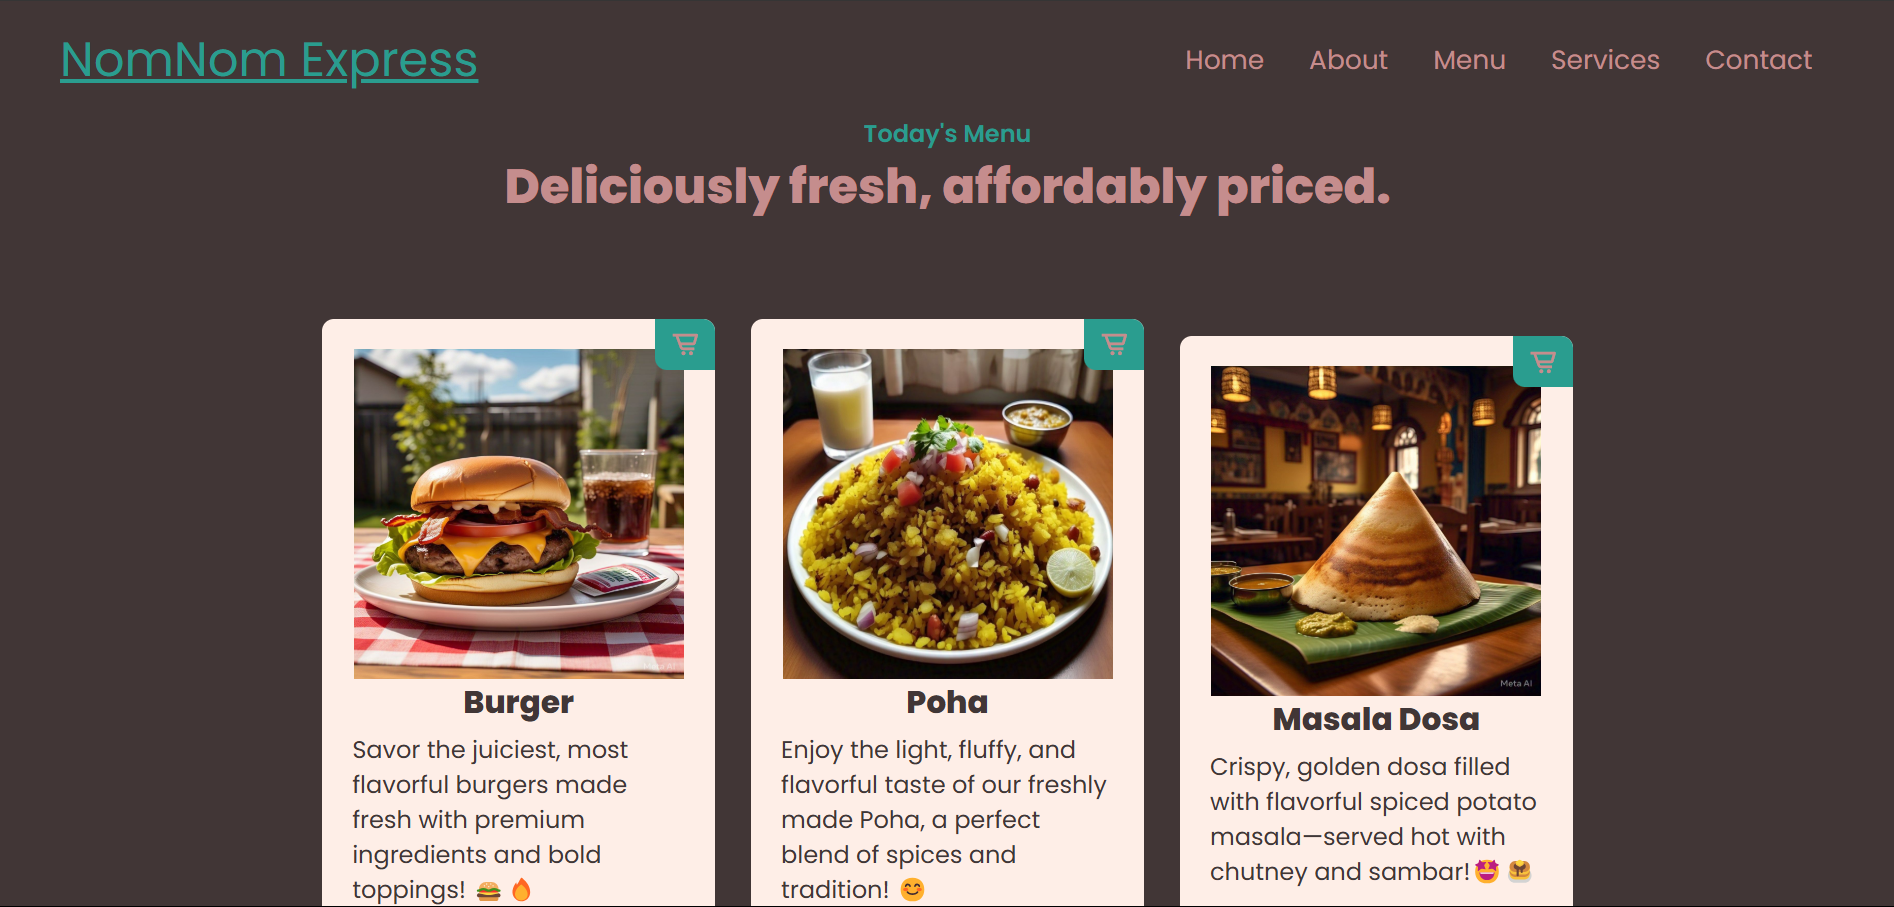 NomNom Express
Home About Menu Services Contact
Today's Menu
Deliciously fresh, affordably priced.
Burger
Savor the juiciest, most
flavorful burgers made
fresh with premium
ingredients and bold
toppings! 🍔 🔥
Poha
Enjoy the light, fluffy, and
flavorful taste of our freshly
made Poha, a perfect
blend of spices and
tradition! 😊
Meta AI
Masala Dosa
Crispy, golden dosa filled
with flavorful spiced potato
masala—served hot with
chutney and sambar!🤩 🥞